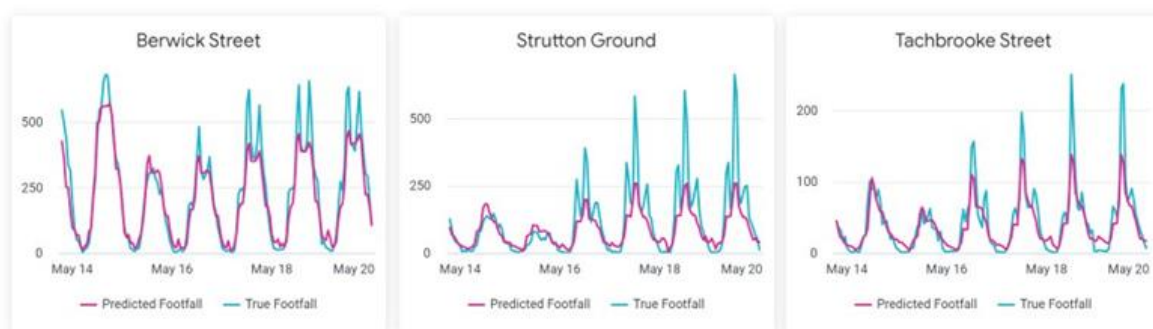 Berwick Street
500
250
0
May 14
May 16
May 18
May 20
Predicted Footfall
True Footfall
Strutton Ground
500
250
0
May 14
May 16
May 18
May 20
Predicted Footfall
True Footfall
Tachbrooke Street
200
100
0
May 14
May 16
May 18
May 20
Predicted Footfall
True Footfall